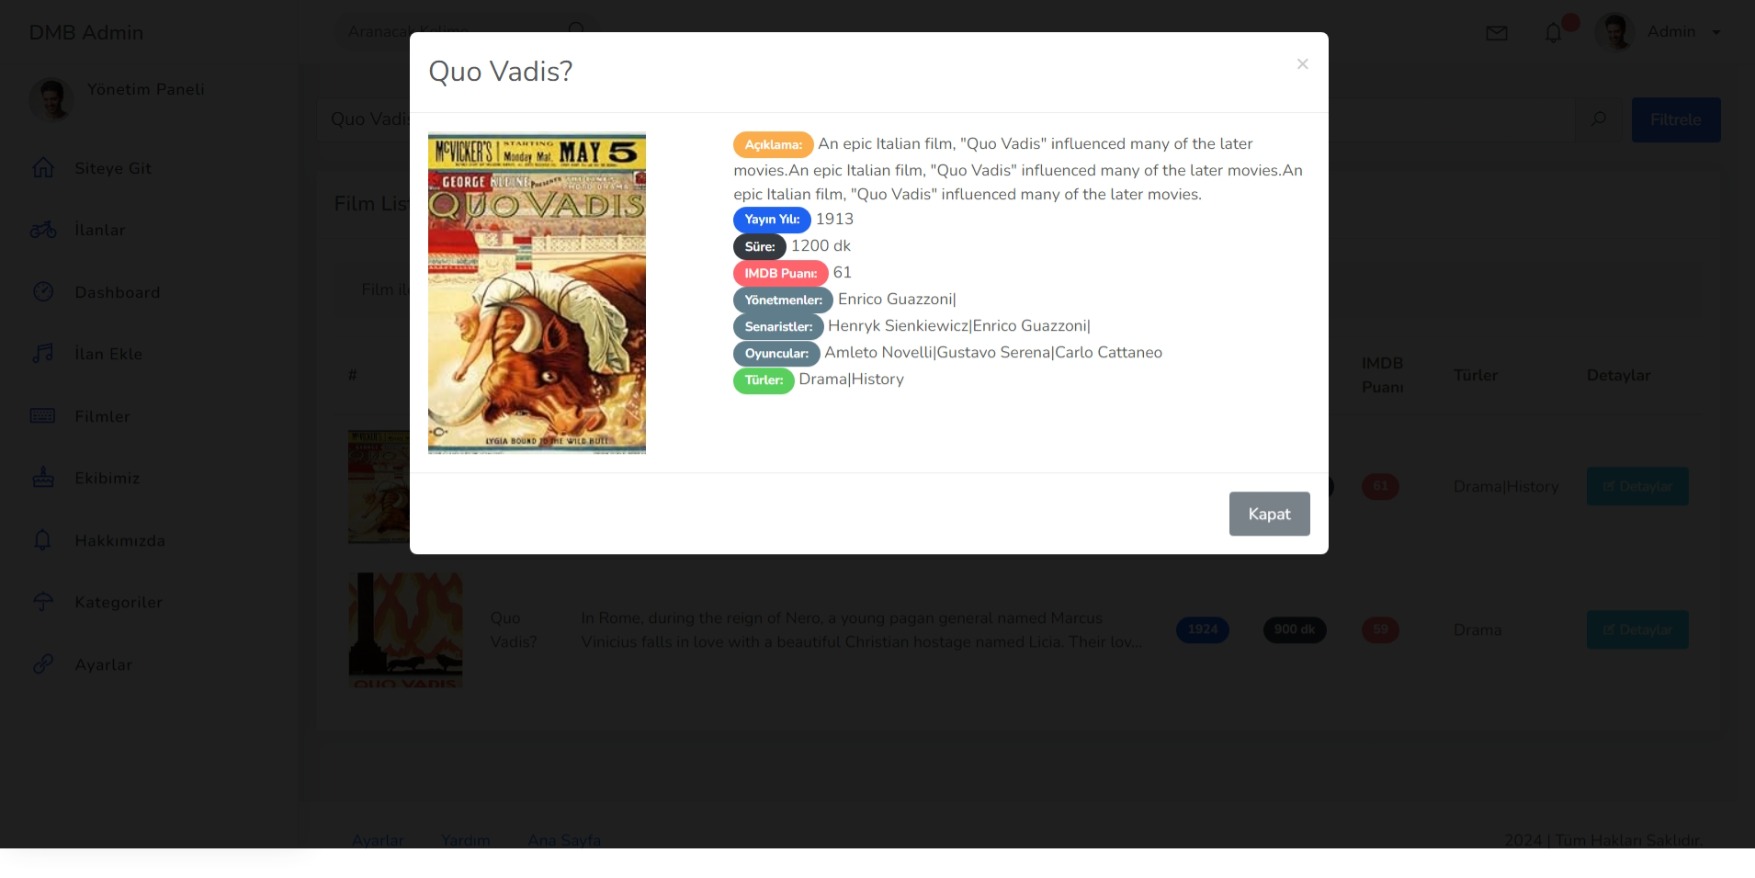 DMB Admin
Aranacak Kelime
Admin
Yönetim Paneli
Siteye Git
İlanlar
Dashboard
İlan Ekle
Filmler
Ekibimiz
Hakkımızda
Kategoriler
Ayarlar
Quo Vadis
Filtrele
Film Lis
Film il
Quo Vadis?
×
McVICKER'S STARTING Monday Mat. MAY 5
GEORGE KLEINE PRESENTS THE PHOTO DRAMA
QUO VADIS
LYGIA BOUND TO THE WILD BULL
Açıklama: An epic Italian film, "Quo Vadis" influenced many of the later
movies.An epic Italian film, "Quo Vadis" influenced many of the later movies.An
epic Italian film, "Quo Vadis" influenced many of the later movies.
Yayın Yılı: 1913
Süre: 1200 dk
IMDB Puanı: 61
Yönetmenler: Enrico Guazzoni|
Senaristler: Henryk Sienkiewicz|Enrico Guazzoni|
Oyuncular: Amleto Novelli|Gustavo Serena|Carlo Cattaneo
Türler: Drama|History
Kapat
# IMDB Puanı Türler Detaylar
61 Drama|History Detaylar
Quo Vadis?
In Rome, during the reign of Nero, a young pagan general named Marcus
Vinicius falls in love with a beautiful Christian hostage named Licia. Their lov...
1924 900 dk 59 Drama Detaylar
QUO VADIS
Ayarlar Yardım Ana Sayfa
2024 | Tüm Hakları Saklıdır.